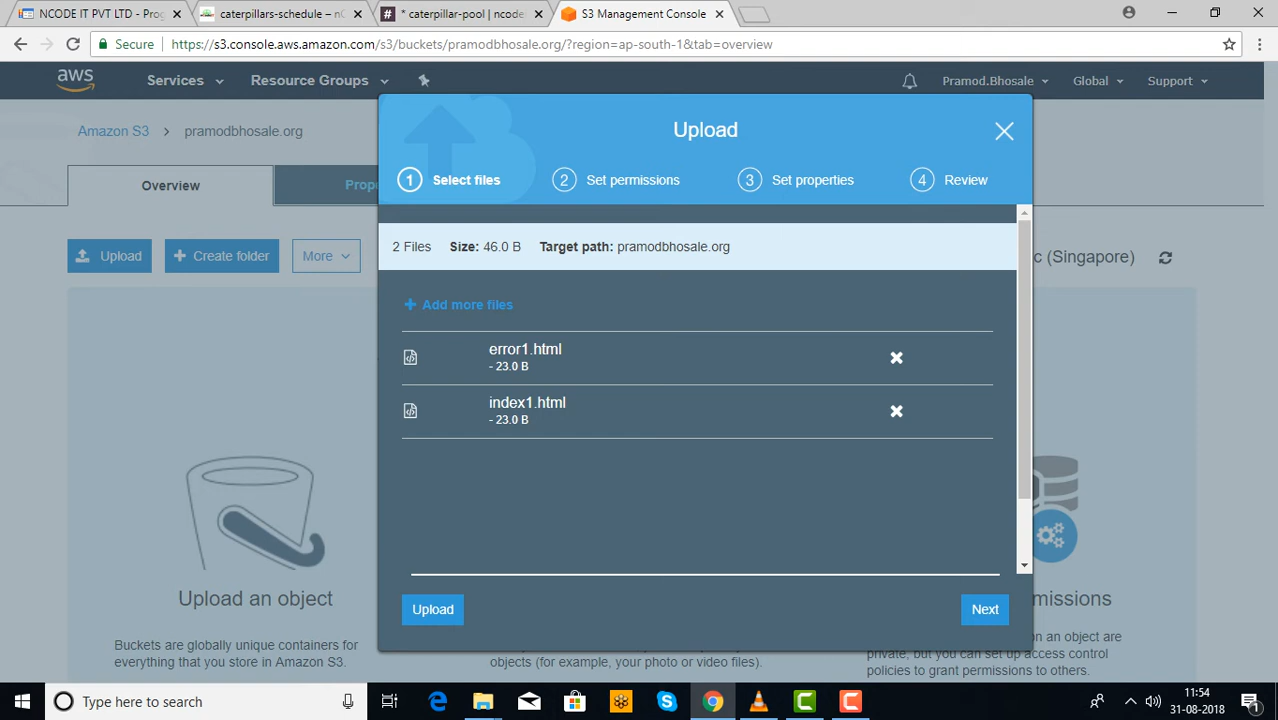 NCODE IT PVT LTD - Prog
caterpillars-schedule – nC
* caterpillar-pool | ncode
S3 Management Console
Secure
https://s3.console.aws.amazon.com/s3/buckets/pramodbhosale.org/?region=ap-south-1&tab=overview
aws
Services
Resource Groups
Pramod.Bhosale
Global
Support
Amazon S3
pramodbhosale.org
Upload
1 Select files
2 Set permissions
3 Set properties
4 Review
Overview
Prop
2 Files Size: 46.0 B Target path: pramodbhosale.org
Upload
+ Create folder
More
c (Singapore)
+ Add more files
error1.html
- 23.0 B
index1.html
- 23.0 B
Upload an object
missions
Upload
Next
Buckets are globally unique containers for
everything that you store in Amazon S3.
objects (for example, your photo or video files).
on an object are
private, but you can set up access control
policies to grant permissions to others.
Type here to search
11:54
31-08-2018
1